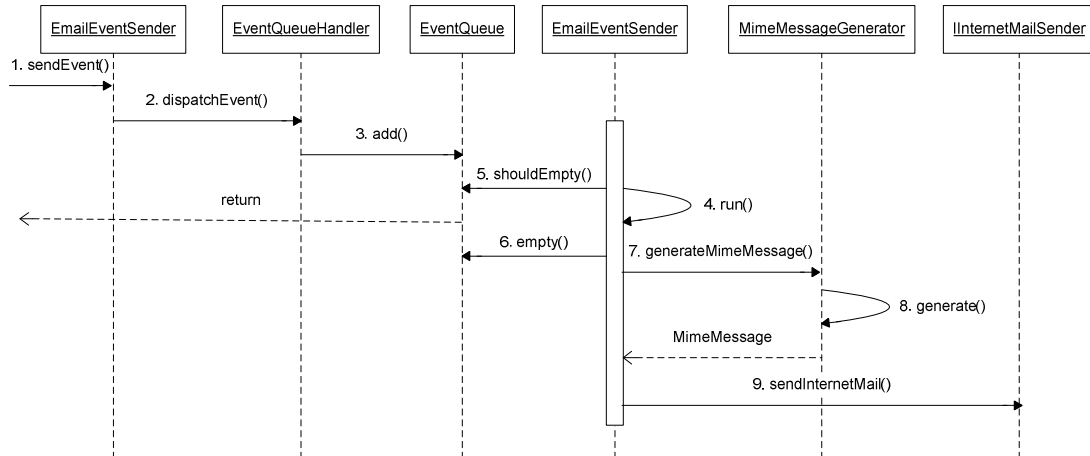 EmailEventSender
EventQueueHandler
EventQueue
EmailEventSender
MimeMessageGenerator
IInternetMailSender
1. sendEvent()
2. dispatchEvent()
3. add()
5. shouldEmpty()
return
4. run()
6. empty()
7. generateMimeMessage()
8. generate()
MimeMessage
9. sendInternetMail()